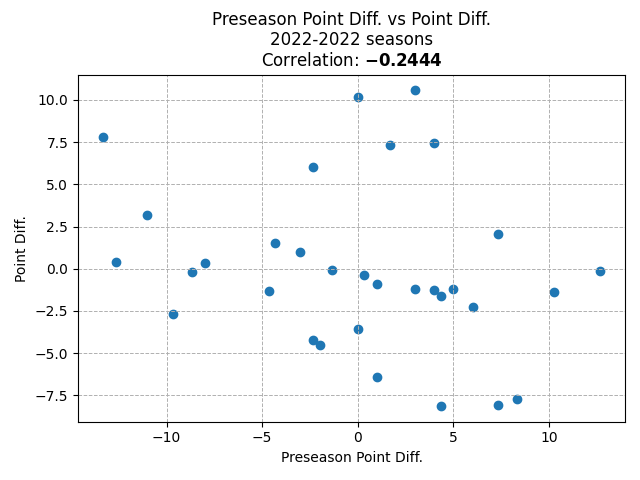 Preseason Point Diff. vs Point Diff.
2022-2022 seasons
Correlation: −0.2444
10.0
7.5
5.0
2.5
0.0
−2.5
−5.0
−7.5
Point Diff.
−10
−5
0
5
10
Preseason Point Diff.